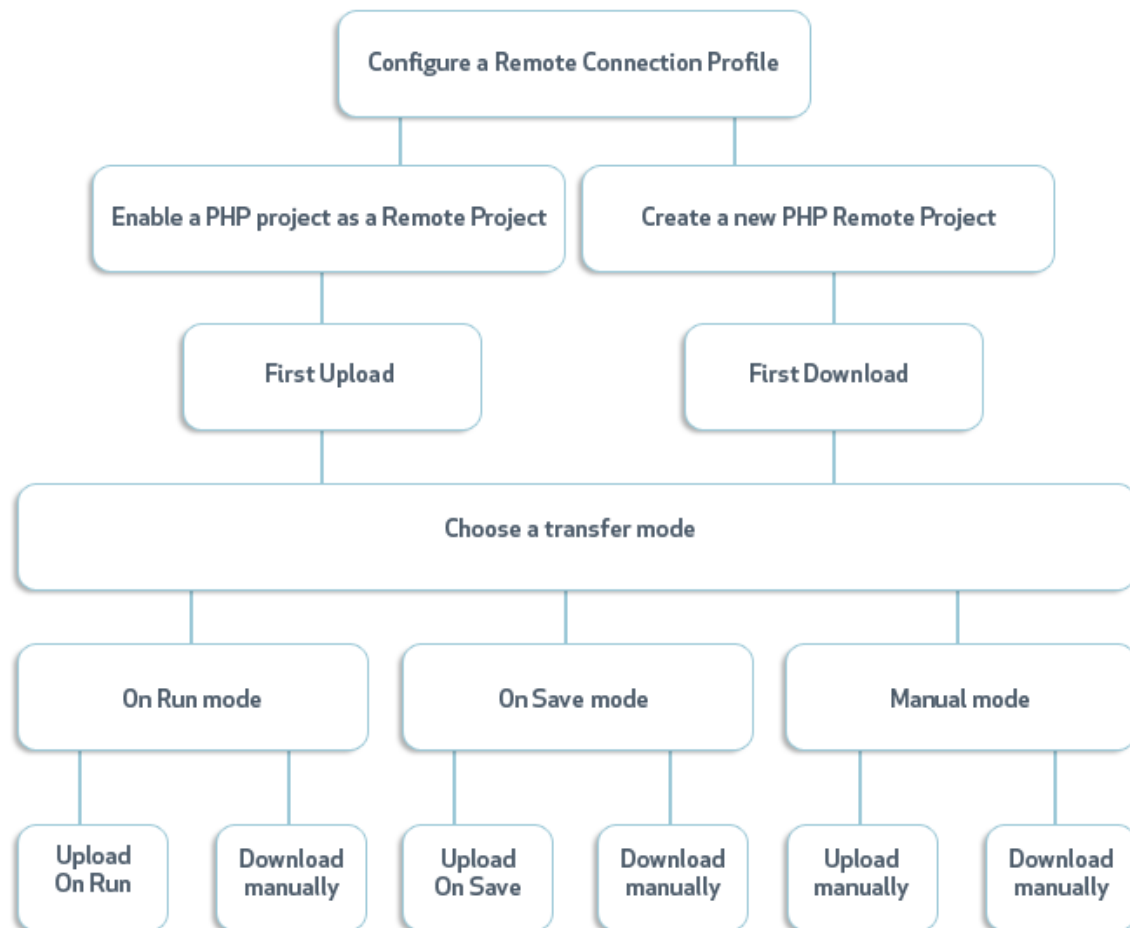 Configure a Remote Connection Profile
Enable a PHP project as a Remote Project
Create a new PHP Remote Project
First Upload
First Download
Choose a transfer mode
On Run mode
On Save mode
Manual mode
Upload
On Run
Download
manually
Upload
On Save
Download
manually
Upload
manually
Download
manually